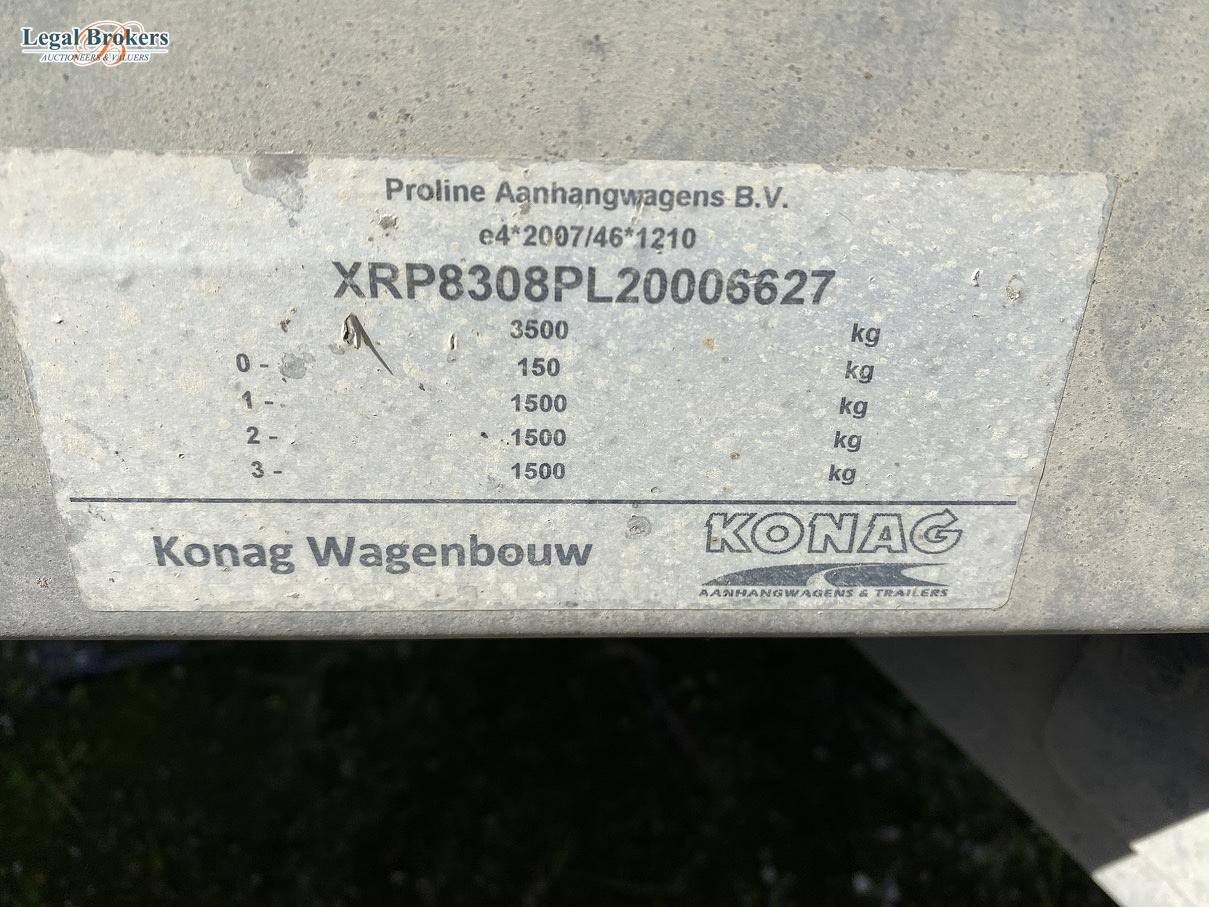 Legal Brokers
AUCTIONEERS & VALUERS
Proline Aanhangwagens B.V.
e4*2007/46*1210
XRP8308PL20006627
3500 kg
0 - 150 kg
1 - 1500 kg
2 - 1500 kg
3 - 1500 kg
Konag Wagenbouw
KONAG
AANHANGWAGENS & TRAILERS